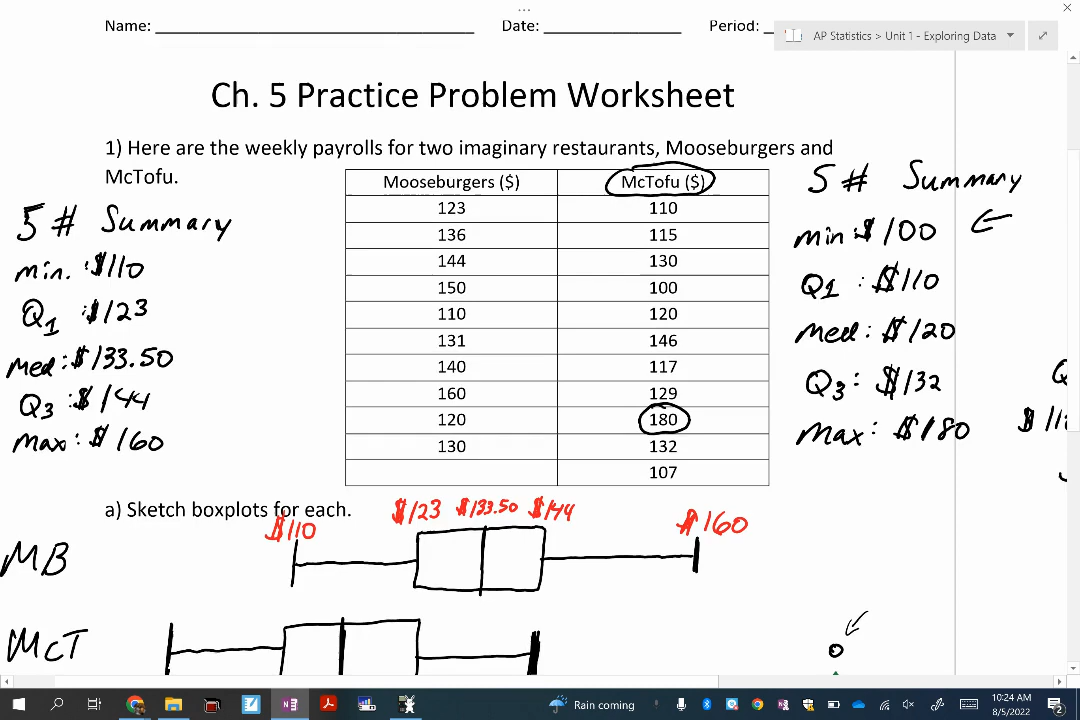 Name: Date: Period:
AP Statistics > Unit 1 - Exploring Data
Ch. 5 Practice Problem Worksheet
1) Here are the weekly payrolls for two imaginary restaurants, Mooseburgers and
McTofu.
Mooseburgers ($) McTofu ($)
123 110
136 115
144 130
150 100
110 120
131 146
140 117
160 129
120 180
130 132
107
5 # Summary
min. : $110
Q1 : $123
med : $133.50
Q3 : $144
max : $160
5 # Summary
min : $100
Q1 : $110
med : $120
Q3 : $132
max : $180
a) Sketch boxplots for each.
$110 $123 $133.50 $144 $160
MB
McT
Rain coming
10:24 AM
8/5/2022